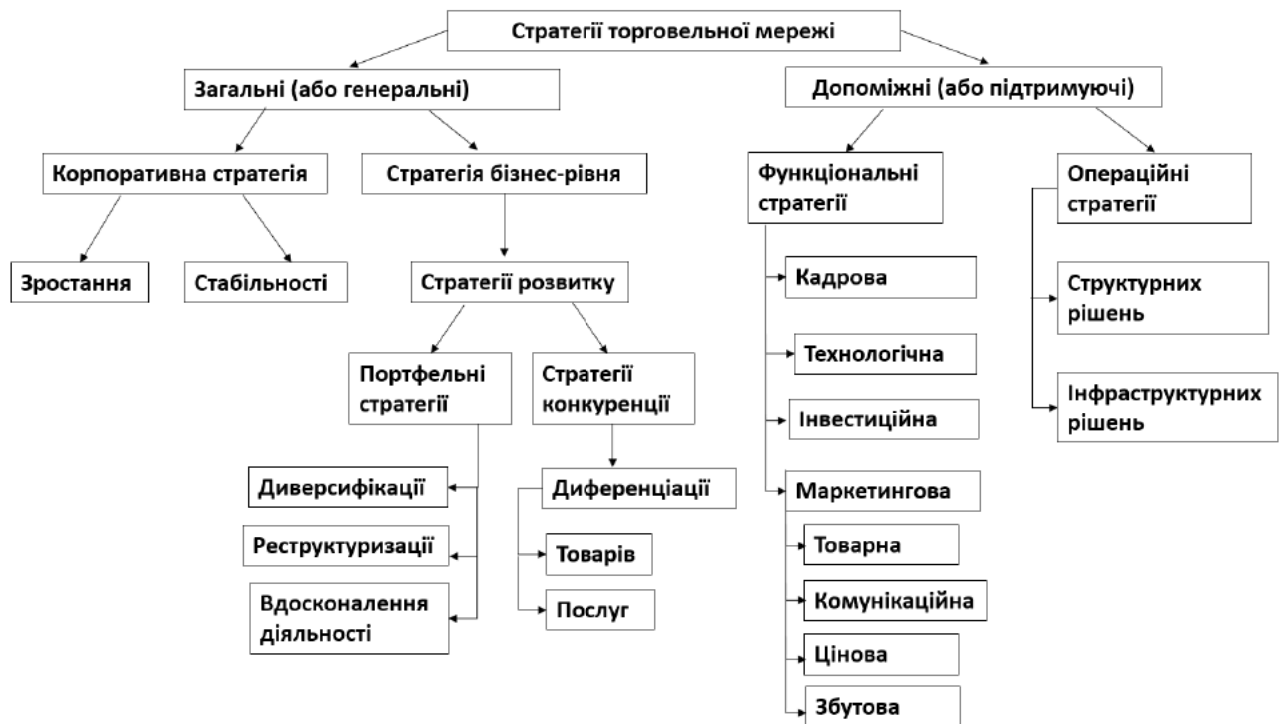 Стратегії торговельної мережі
Загальні (або генеральні)
Допоміжні (або підтримуючі)
Корпоративна стратегія
Стратегія бізнес-рівня
Функціональні
стратегії
Операційні
стратегії
Зростання
Стабільності
Стратегії розвитку
Кадрова
Структурних
рішень
Портфельні
стратегії
Стратегії
конкуренції
Технологічна
Інвестиційна
Інфраструктурних
рішень
Диверсифікації
Диференціації
Маркетингова
Реструктуризації
Товарів
Товарна
Вдосконалення
діяльності
Послуг
Комунікаційна
Цінова
Збутова